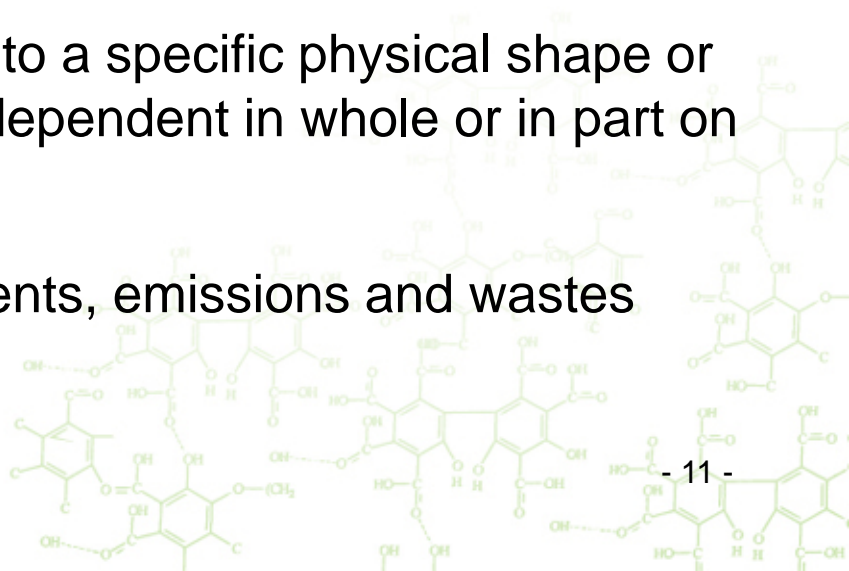 to a specific physical shape or
dependent in whole or in part on
ents, emissions and wastes
- 11 -